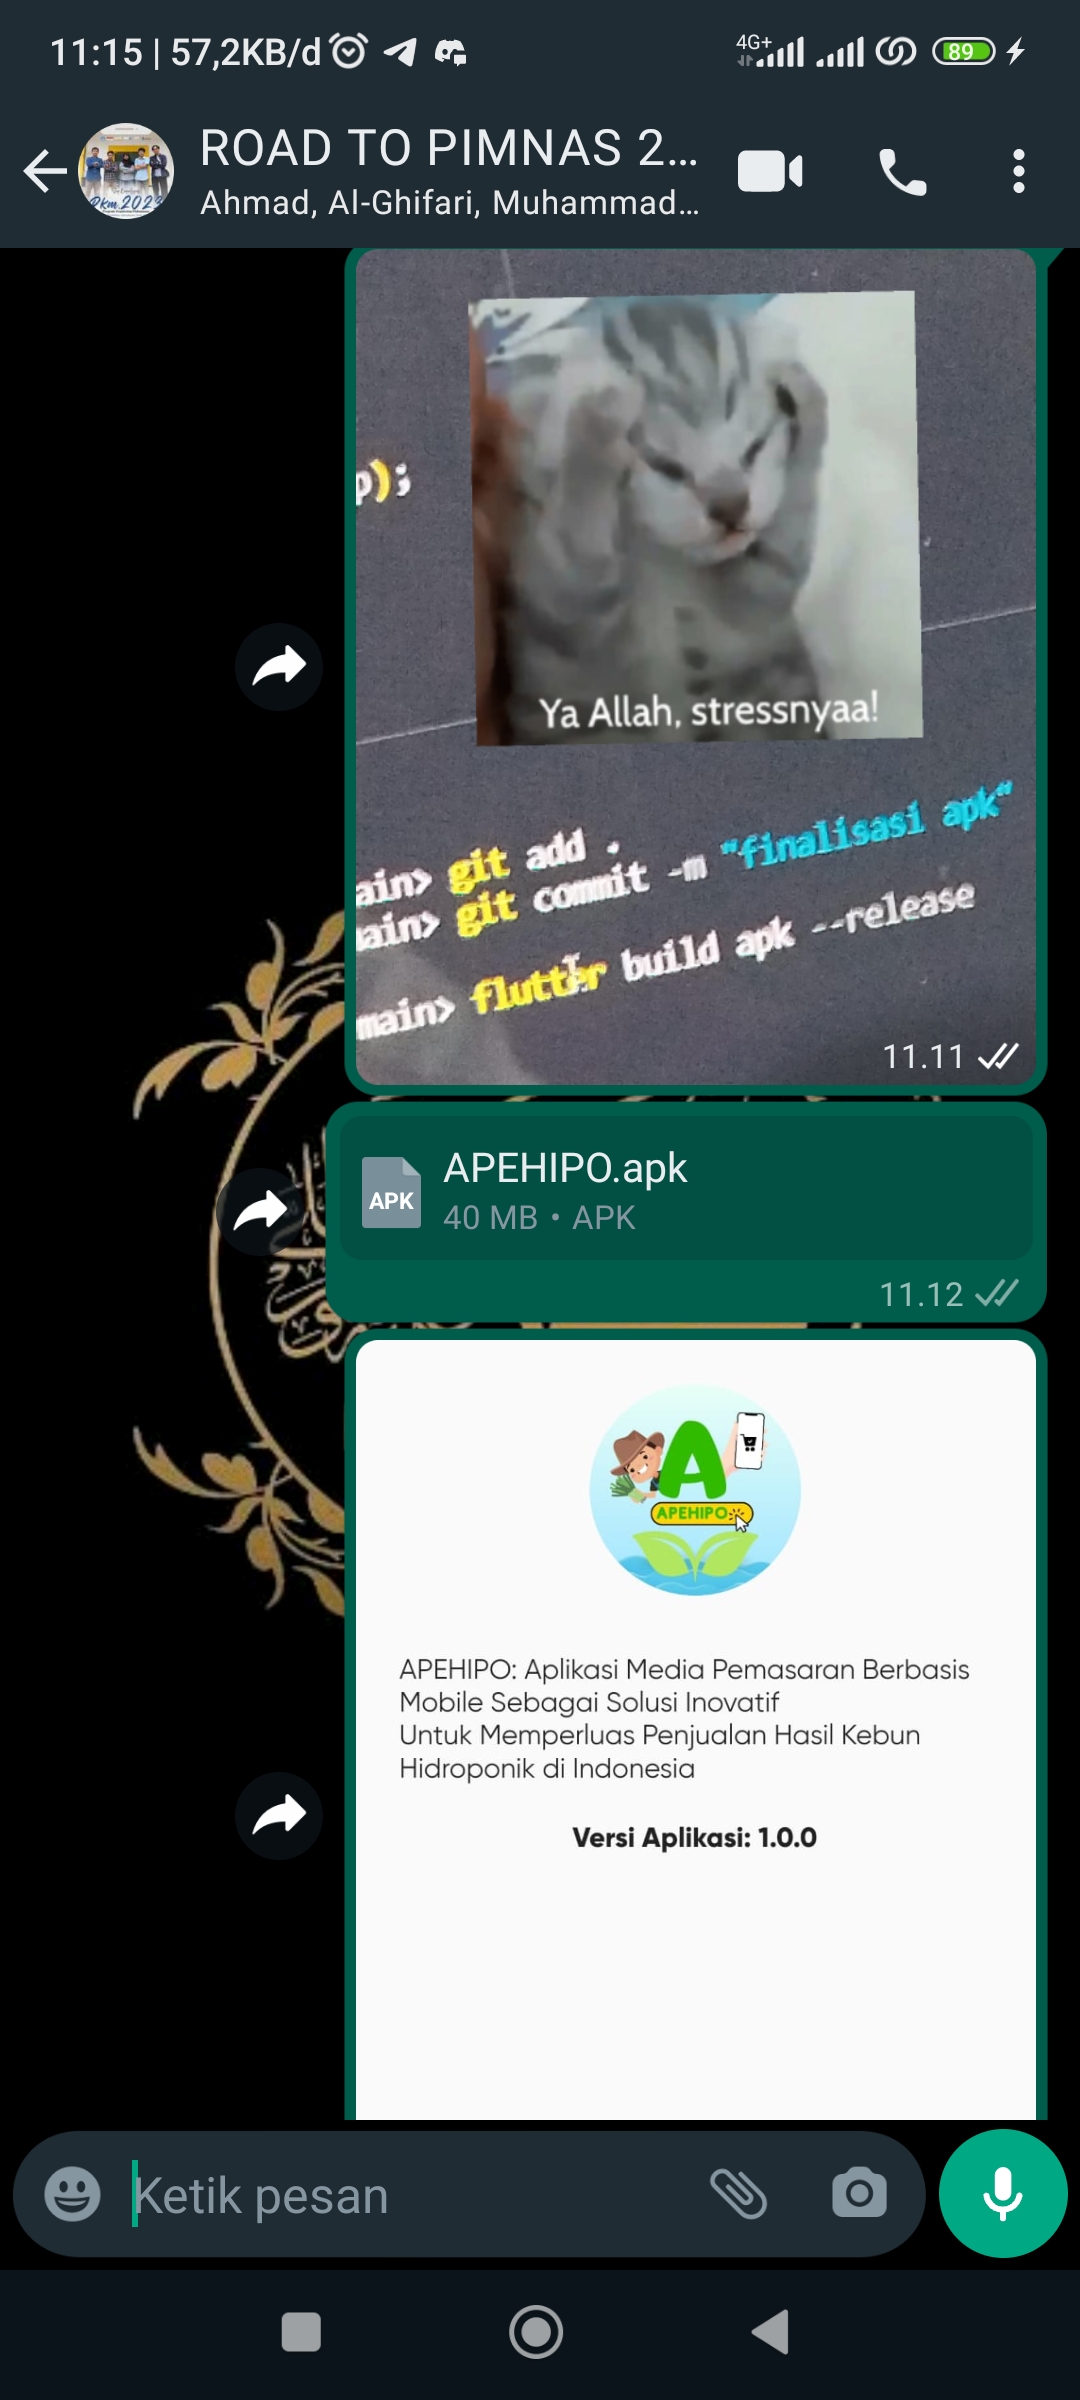 11:15 | 57,2KB/d
4G+
89
ROAD TO PIMNAS 2...
Ahmad, Al-Ghifari, Muhammad...
p);
Ya Allah, stressnyaa!
ain> git add .
ain> git commit -m "finalisasi apk"
main> flutter build apk --release
11.11
APK
APEHIPO.apk
40 MB • APK
11.12
A
APEHIPO
APEHIPO: Aplikasi Media Pemasaran Berbasis
Mobile Sebagai Solusi Inovatif
Untuk Memperluas Penjualan Hasil Kebun
Hidroponik di Indonesia
Versi Aplikasi: 1.0.0
Ketik pesan